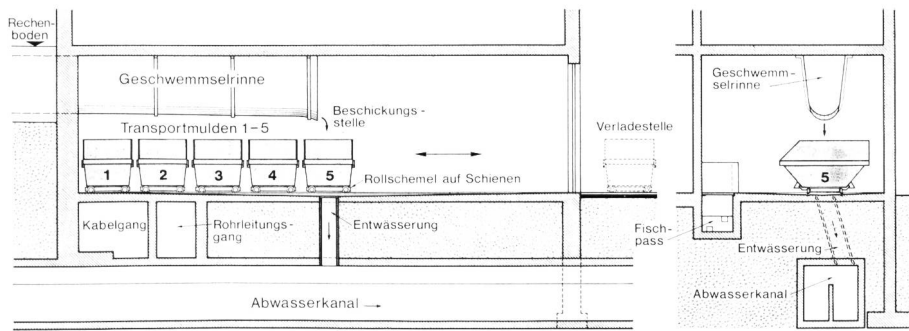 Rechen-
boden
Geschwemmselrinne
Beschickungs-
stelle
Transportmulden 1-5
Verladestelle
1
2
3
4
5
Rollschemel auf Schienen
Kabelgang
Rohrleitungs-
gang
Entwässerung
Abwasserkanal
Geschwemm-
selrinne
5
Fisch-
pass
Entwässerung
Abwasserkanal